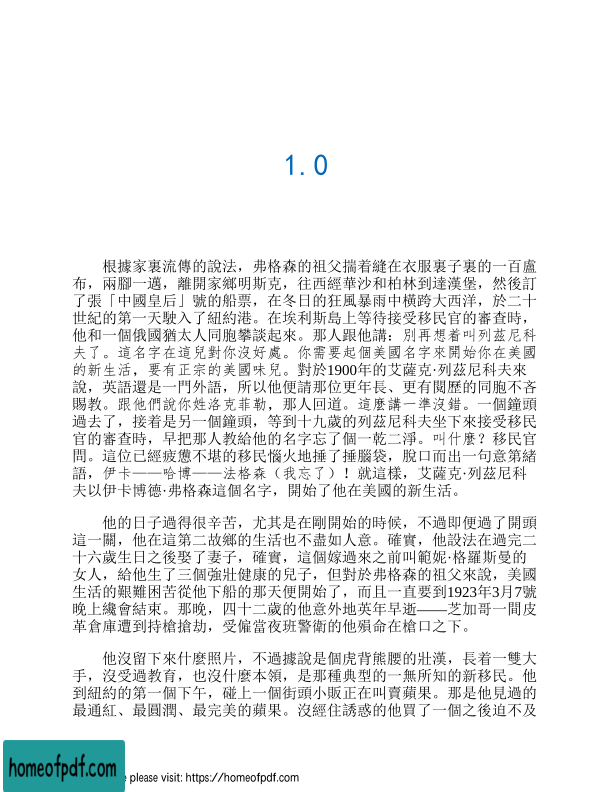 1.0
根據家裏流傳的說法，弗格森的祖父揣着縫在衣服裏子裏的一百盧
布，兩腳一邁，離開家鄉明斯克，往西經華沙和柏林到達漢堡，然後訂
了張「中國皇后」號的船票，在冬日的狂風暴雨中橫跨大西洋，於二十
世紀的第一天駛入了紐約港。在埃利斯島上等待接受移民官的審查時，
他和一個俄國猶太人同胞攀談起來。那人跟他講：別再想着叫列茲尼科
夫了。這名字在這兒對你沒好處。你需要起個美國名字來開始你在美國
的新生活，要有正宗的美國味兒。對於1900年的艾薩克·列茲尼科夫來
說，英語還是一門外語，所以他便請那位更年長、更有閱歷的同胞不吝
賜教。跟他們說你姓洛克菲勒，那人回道。這麼講一準沒錯。一個鐘頭
過去了，接着是另一個鐘頭，等到十九歲的列茲尼科夫坐下來接受移民
官的審查時，早把那人教給他的名字忘了個一乾二淨。叫什麼？移民官
問。這位已經疲憊不堪的移民惱火地捶了捶腦袋，脫口而出一句意第緒
語，伊卡——哈博——法格森（我忘了）！就這樣，艾薩克·列茲尼科
夫以伊卡博德·弗格森這個名字，開始了他在美國的新生活。
他的日子過得很辛苦，尤其是在剛開始的時候，不過即便過了開頭
這一關，他在這第二故鄉的生活也不盡如人意。確實，他設法在過完二
十六歲生日之後娶了妻子，確實，這個嫁過來之前叫範妮·格羅斯曼的
女人，給他生了三個強壯健康的兒子，但對於弗格森的祖父來說，美國
生活的艱難困苦從他下船的那天便開始了，而且一直要到1923年3月7號
晚上纔會結束。那晚，四十二歲的他意外地英年早逝——芝加哥一間皮
革倉庫遭到持槍搶劫，受僱當夜班警衛的他殞命在槍口之下。
他沒留下來什麼照片，不過據說是個虎背熊腰的壯漢，長着一雙大
手，沒受過教育，也沒什麼本領，是那種典型的一無所知的新移民。他
到紐約的第一個下午，碰上一個街頭小販正在叫賣蘋果。那是他見過的
最通紅、最圓潤、最完美的蘋果。沒經住誘惑的他買了一個之後迫不及
homeofpdf.com
please visit: https://homeofpdf.com